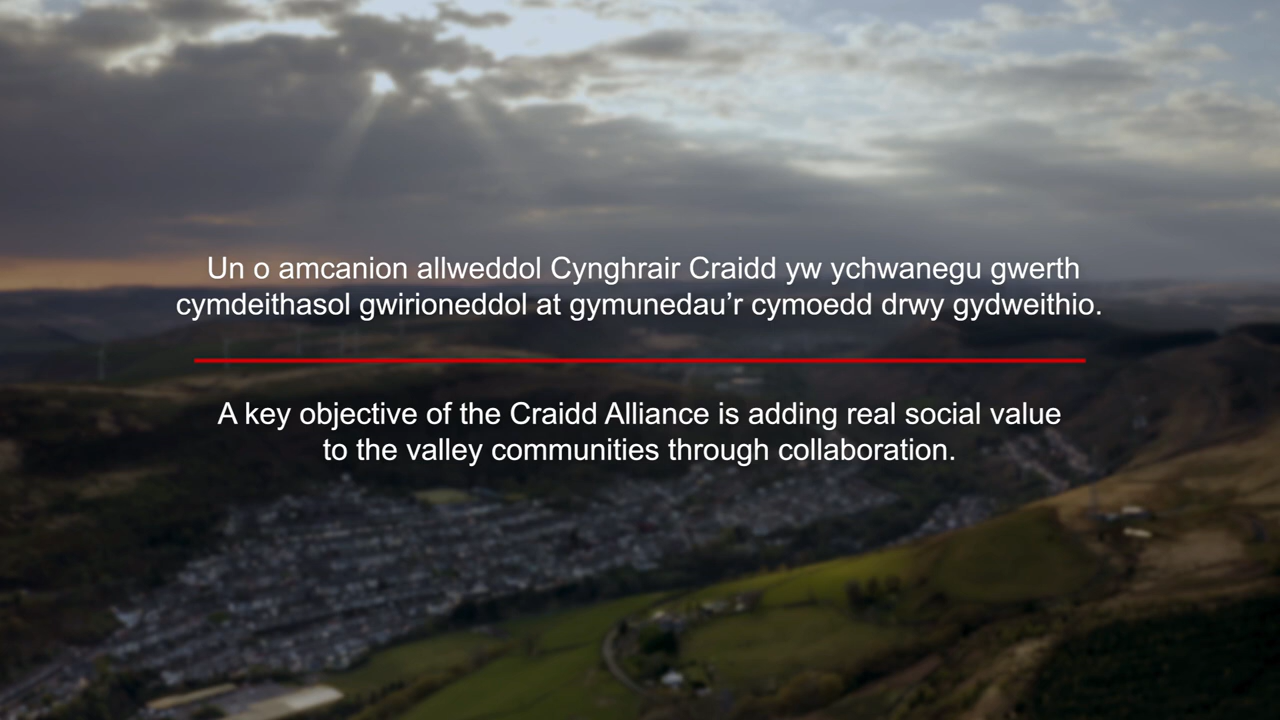 Un o amcanion allweddol Cynghrair Craidd yw ychwanegu gwerth
cymdeithasol gwirioneddol at gymunedau’r cymoedd drwy gydweithio.
A key objective of the Craidd Alliance is adding real social value
to the valley communities through collaboration.